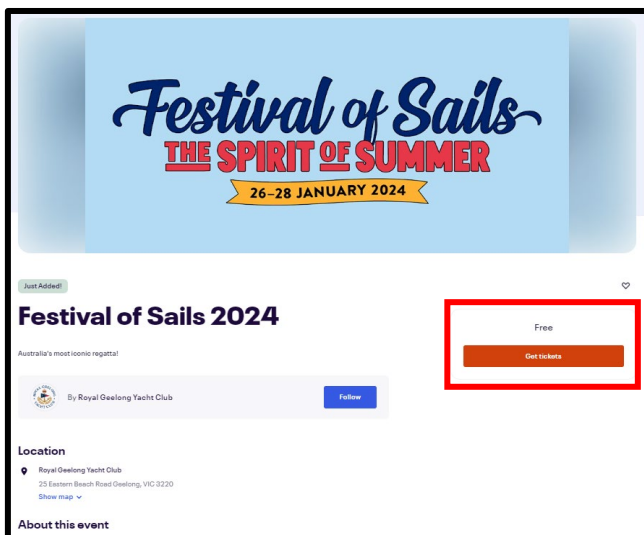 Festival of Sails
THE SPIRIT OF SUMMER
26–28 JANUARY 2024
Just Added!
Festival of Sails 2024
Free
Get tickets
Australia's most iconic regatta!
By Royal Geelong Yacht Club
Follow
Location
Royal Geelong Yacht Club
25 Eastern Beach Road Geelong, VIC 3220
Show map
About this event